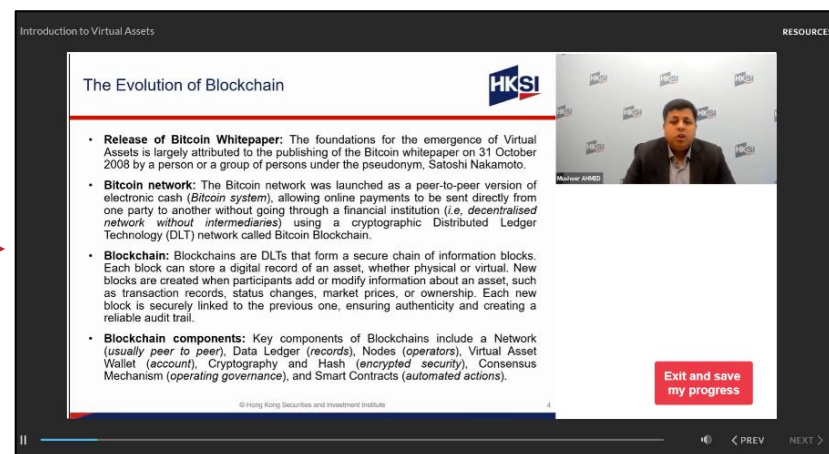 Introduction to Virtual Assets
RESOURCES
The Evolution of Blockchain
HKSI
• Release of Bitcoin Whitepaper: The foundations for the emergence of Virtual
Assets is largely attributed to the publishing of the Bitcoin whitepaper on 31 October
2008 by a person or a group of persons under the pseudonym, Satoshi Nakamoto.
• Bitcoin network: The Bitcoin network was launched as a peer-to-peer version of
electronic cash (Bitcoin system), allowing online payments to be sent directly from
one party to another without going through a financial institution (i.e, decentralised
network without intermediaries) using a cryptographic Distributed Ledger
Technology (DLT) network called Bitcoin Blockchain.
• Blockchain: Blockchains are DLTs that form a secure chain of information blocks.
Each block can store a digital record of an asset, whether physical or virtual. New
blocks are created when participants add or modify information about an asset, such
as transaction records, status changes, market prices, or ownership. Each new
block is securely linked to the previous one, ensuring authenticity and creating a
reliable audit trail.
• Blockchain components: Key components of Blockchains include a Network
(usually peer to peer), Data Ledger (records), Nodes (operators), Virtual Asset
Wallet (account), Cryptography and Hash (encrypted security), Consensus
Mechanism (operating governance), and Smart Contracts (automated actions).
© Hong Kong Securities and Investment Institute
4
HKSI
HKSI
HKSI
HKSI
HKSI
HKSI
Musheer AHMED
Exit and save
my progress
< PREV
NEXT >